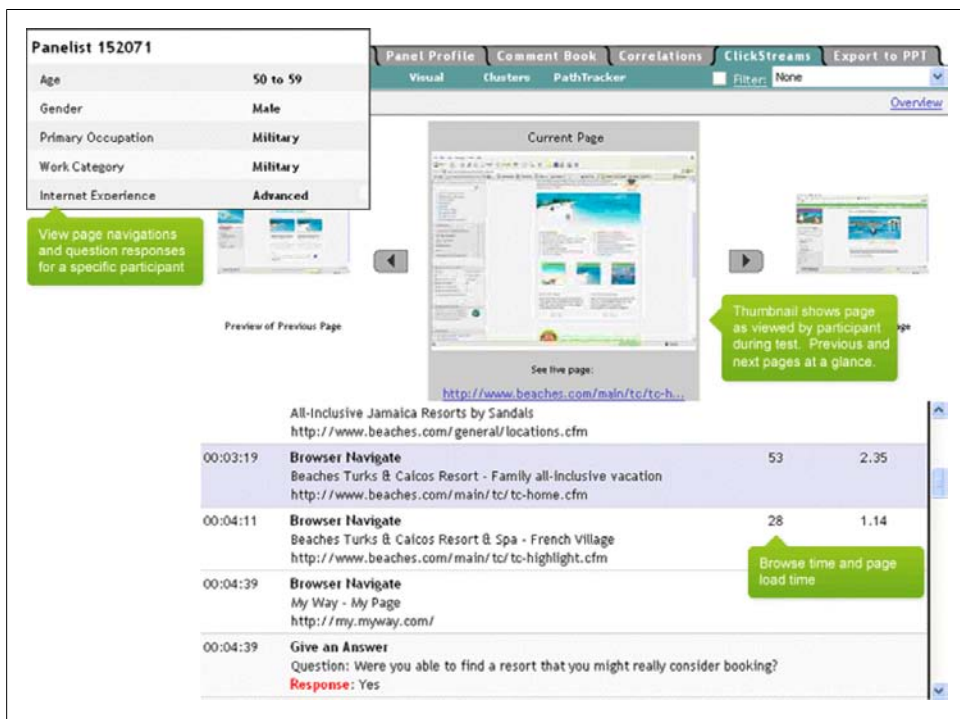 Panelist 152071
Age 50 to 59
Gender Male
Primary Occupation Military
Work Category Military
Internet Experience Advanced
Panel Profile Comment Book Correlations ClickStreams Export to PPT
Visual Clusters PathTracker Filter: None
Overview
Current Page
View page navigations
and question responses
for a specific participant
Preview of Previous Page
Thumbnail shows page
as viewed by participant
during test. Previous and
next pages at a glance.
See live page:
http://www.beaches.com/main/tc/tc-h...
All-Inclusive Jamaica Resorts by Sandals
http://www.beaches.com/general/locations.cfm
00:03:19 Browser Navigate 53 2.35
Beaches Turks & Caicos Resort - Family all-inclusive vacation
http://www.beaches.com/main/tc/tc-home.cfm
00:04:11 Browser Navigate 28 1.14
Beaches Turks & Caicos Resort & Spa - French Village
http://www.beaches.com/main/tc/tc-highlight.cfm
Browse time and page
load time
00:04:39 Browser Navigate
My Way - My Page
http://my.myway.com/
00:04:39 Give an Answer
Question: Were you able to find a resort that you might really consider booking?
Response: Yes